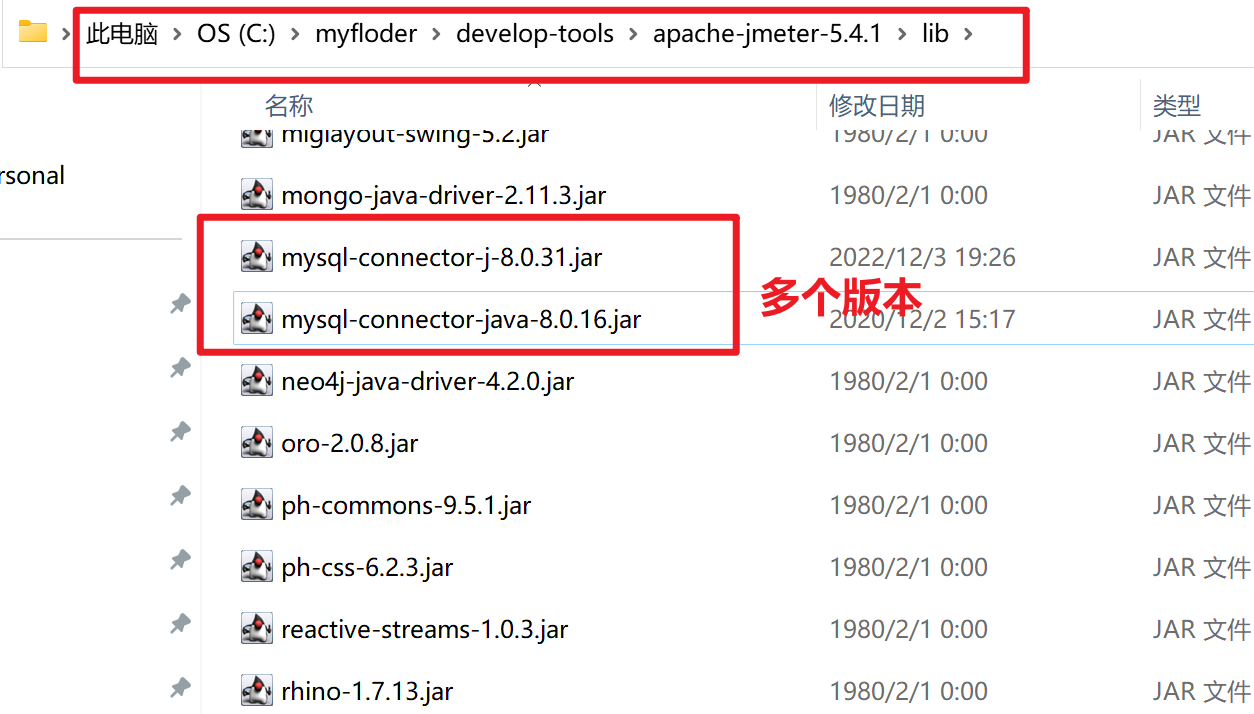 此电脑 > OS (C:) > myfloder > develop-tools > apache-jmeter-5.4.1 > lib >
名称 修改日期 类型
miglayout-swing-5.2.jar 1980/2/1 0:00 JAR 文件
rsonal
mongo-java-driver-2.11.3.jar 1980/2/1 0:00 JAR 文件
mysql-connector-j-8.0.31.jar 2022/12/3 19:26 JAR 文件
多个版本
mysql-connector-java-8.0.16.jar 2020/12/2 15:17 JAR 文件
neo4j-java-driver-4.2.0.jar 1980/2/1 0:00 JAR 文件
oro-2.0.8.jar 1980/2/1 0:00 JAR 文件
ph-commons-9.5.1.jar 1980/2/1 0:00 JAR 文件
ph-css-6.2.3.jar 1980/2/1 0:00 JAR 文件
reactive-streams-1.0.3.jar 1980/2/1 0:00 JAR 文件
rhino-1.7.13.jar 1980/2/1 0:00 JAR 文件